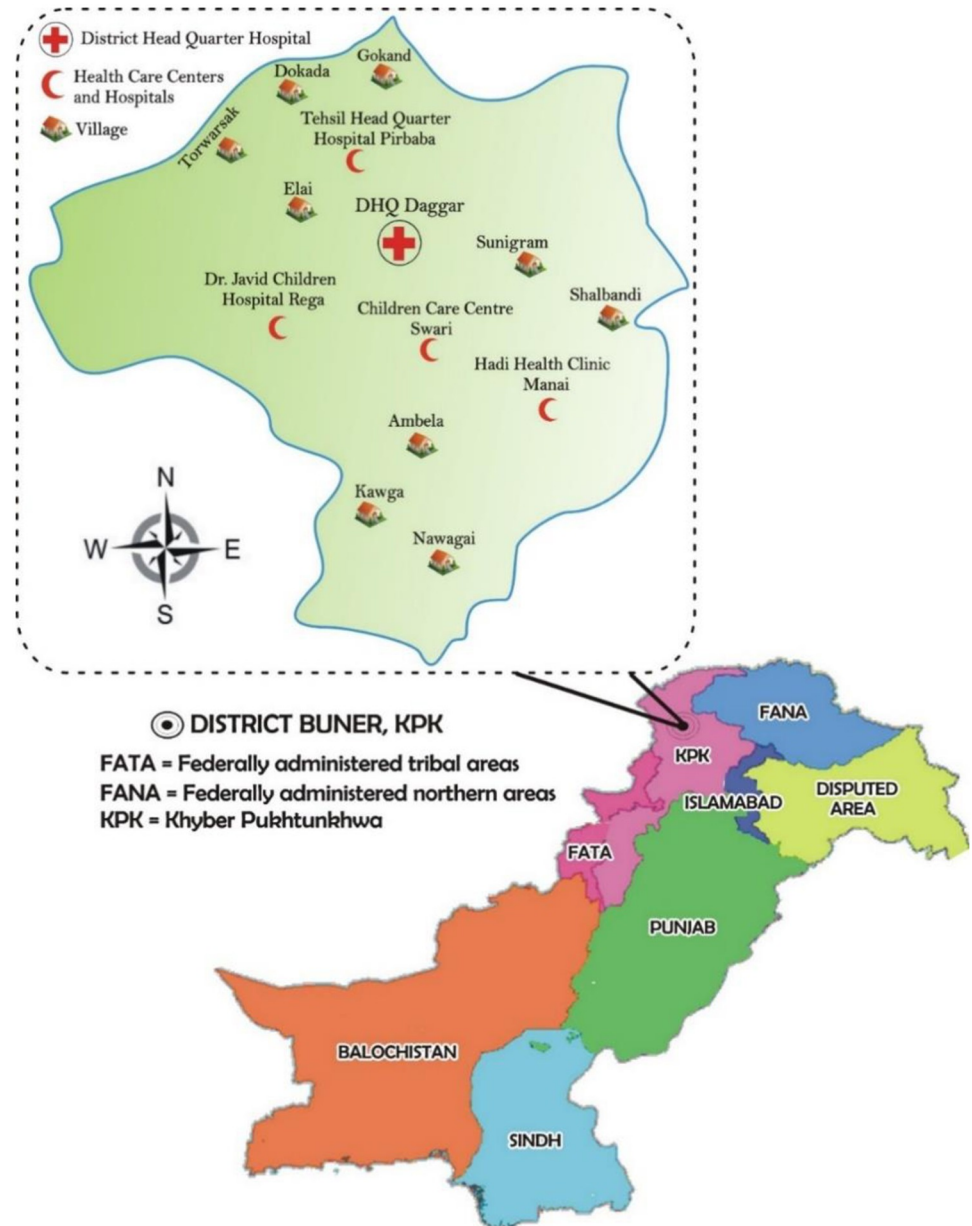 District Head Quarter Hospital
Health Care Centers
and Hospitals
Village
Gokand
Dokada
Torwarsak
Tehsil Head Quarter
Hospital Pirbaba
Elai
DHQ Daggar
Sunigram
Dr. Javid Children
Hospital Rega
Shalbandi
Children Care Centre
Swari
Hadi Health Clinic
Manai
Ambela
Kawga
Nawagai
N
W
E
S
DISTRICT BUNER, KPK
FATA = Federally administered tribal areas
FANA = Federally administered northern areas
KPK = Khyber Pukhtunkhwa
FANA
KPK
ISLAMABAD
DISPUTED
AREA
FATA
PUNJAB
BALOCHISTAN
SINDH